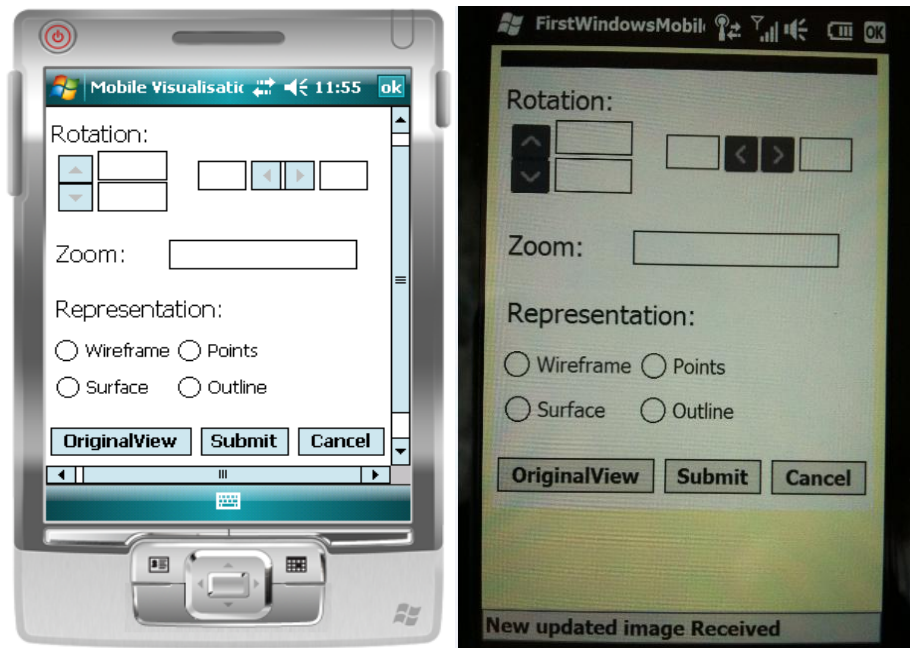 Mobile Visualisatic 11:55 ok
Rotation:
Zoom:
Representation:
Wireframe Points
Surface Outline
OriginalView Submit Cancel
FirstWindowsMobil OK
Rotation:
Zoom:
Representation:
Wireframe Points
Surface Outline
OriginalView Submit Cancel
New updated image Received